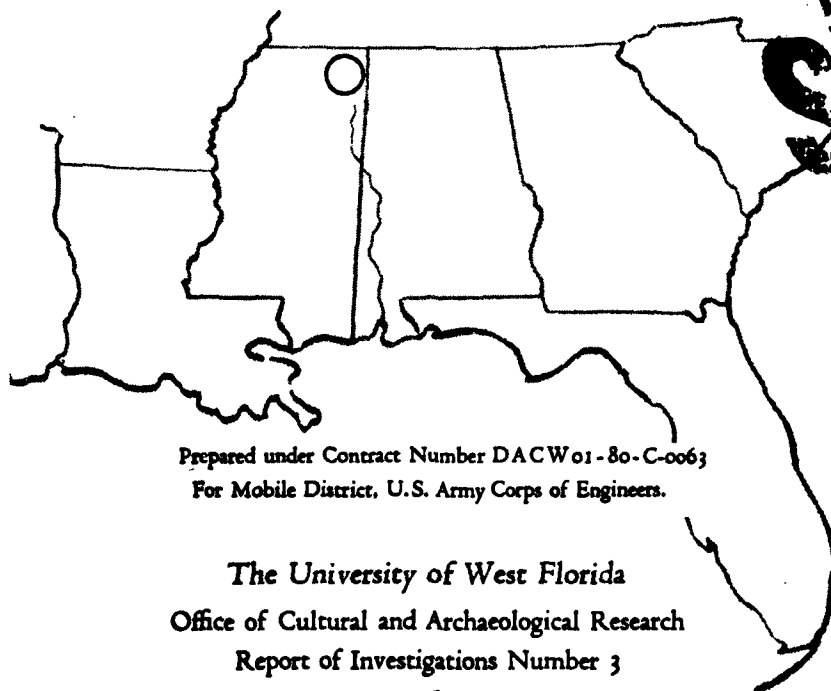 Prepared under Contract Number DACW01-80-C-0063
For Mobile District, U.S. Army Corps of Engineers.
The University of West Florida
Office of Cultural and Archaeological Research
Report of Investigations Number 3